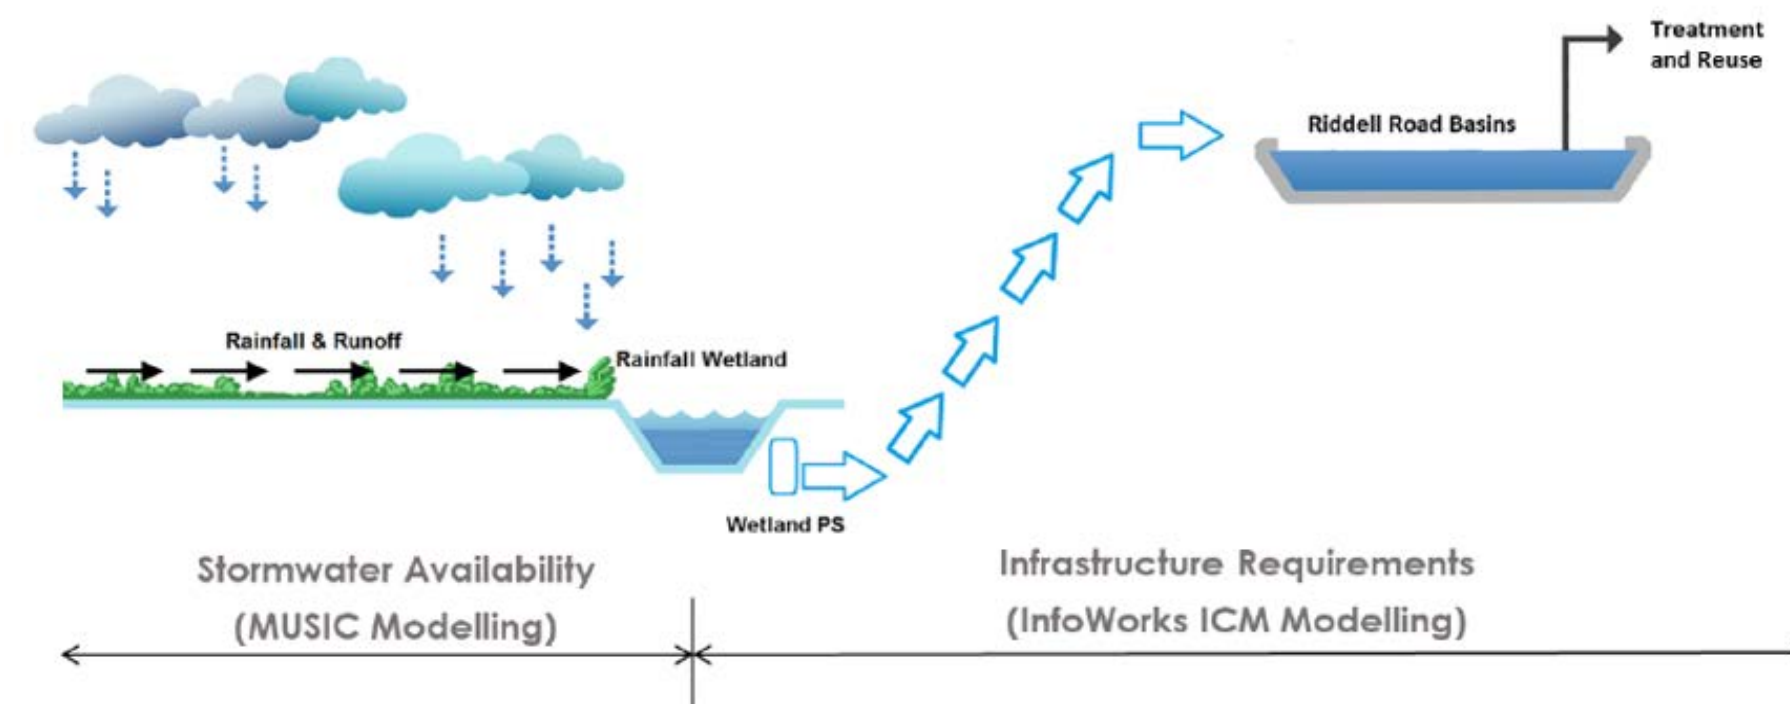 Treatment
and Reuse
Riddell Road Basins
Rainfall & Runoff
Rainfall Wetland
Wetland PS
Stormwater Availability
(MUSIC Modelling)
Infrastructure Requirements
(InfoWorks ICM Modelling)